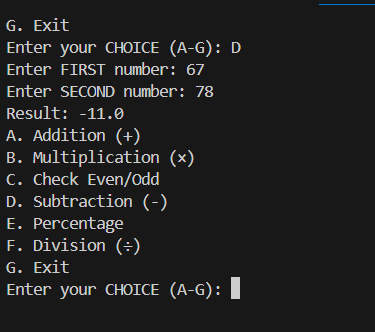 G. Exit
Enter your CHOICE (A-G): D
Enter FIRST number: 67
Enter SECOND number: 78
Result: -11.0
A. Addition (+)
B. Multiplication (×)
C. Check Even/Odd
D. Subtraction (-)
E. Percentage
F. Division (÷)
G. Exit
Enter your CHOICE (A-G):